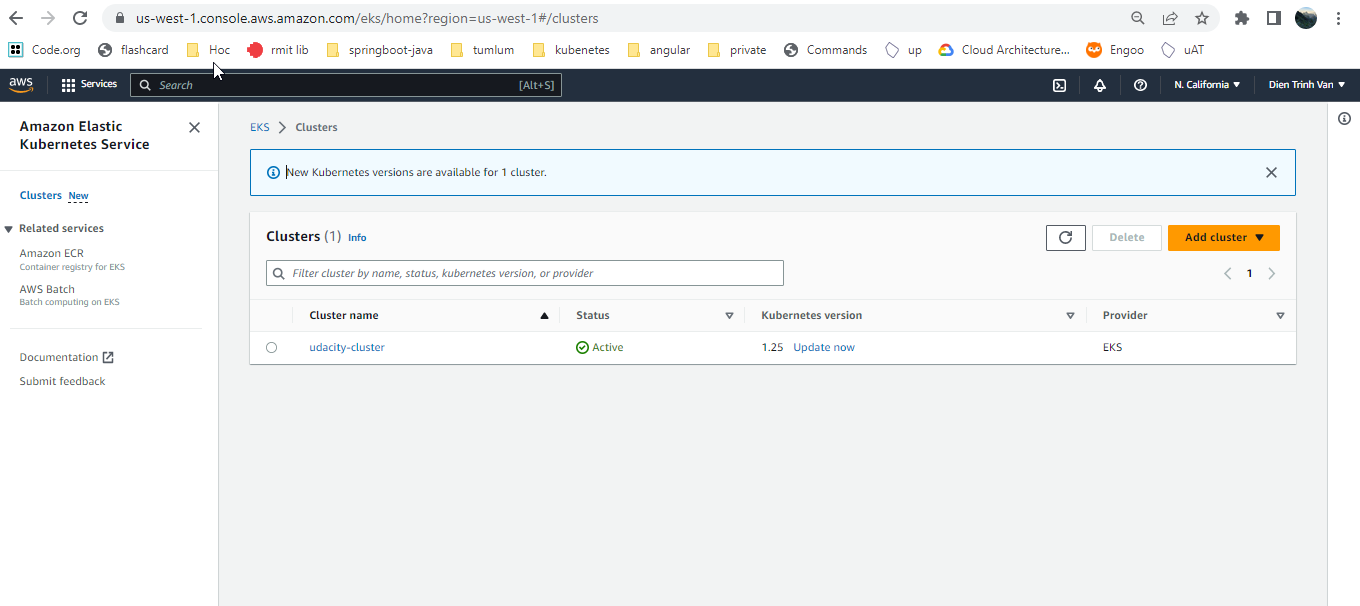 us-west-1.console.aws.amazon.com/eks/home?region=us-west-1#/clusters
Code.org flashcard Hoc rmit lib springboot-java tumlum kubenetes angular private Commands up Cloud Architecture... Engoo uAT
aws Services Search [Alt+S] N. California Dien Trinh Van
Amazon Elastic
Kubernetes Service
Clusters New
Related services
Amazon ECR
Container registry for EKS
AWS Batch
Batch computing on EKS
Documentation
Submit feedback
EKS Clusters
New Kubernetes versions are available for 1 cluster.
Clusters (1) Info Delete Add cluster
Filter cluster by name, status, kubernetes version, or provider 1
Cluster name Status Kubernetes version Provider
udacity-cluster Active 1.25 Update now EKS